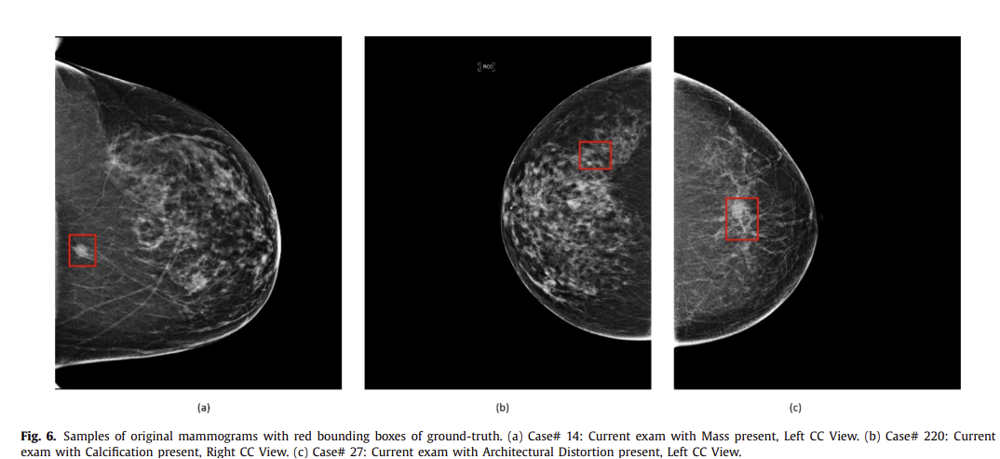 RCC
(a)
(b)
(c)
Fig. 6. Samples of original mammograms with red bounding boxes of ground-truth. (a) Case# 14: Current exam with Mass present, Left CC View. (b) Case# 220: Current
exam with Calcification present, Right CC View. (c) Case# 27: Current exam with Architectural Distortion present, Left CC View.